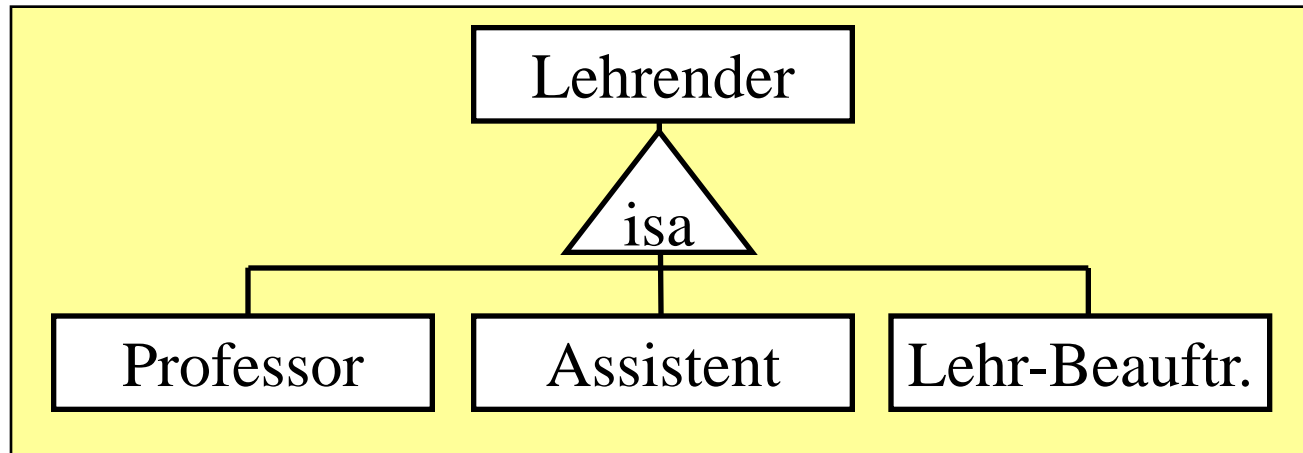 Lehrender
isa
Professor
Assistent
Lehr-Beauftr.